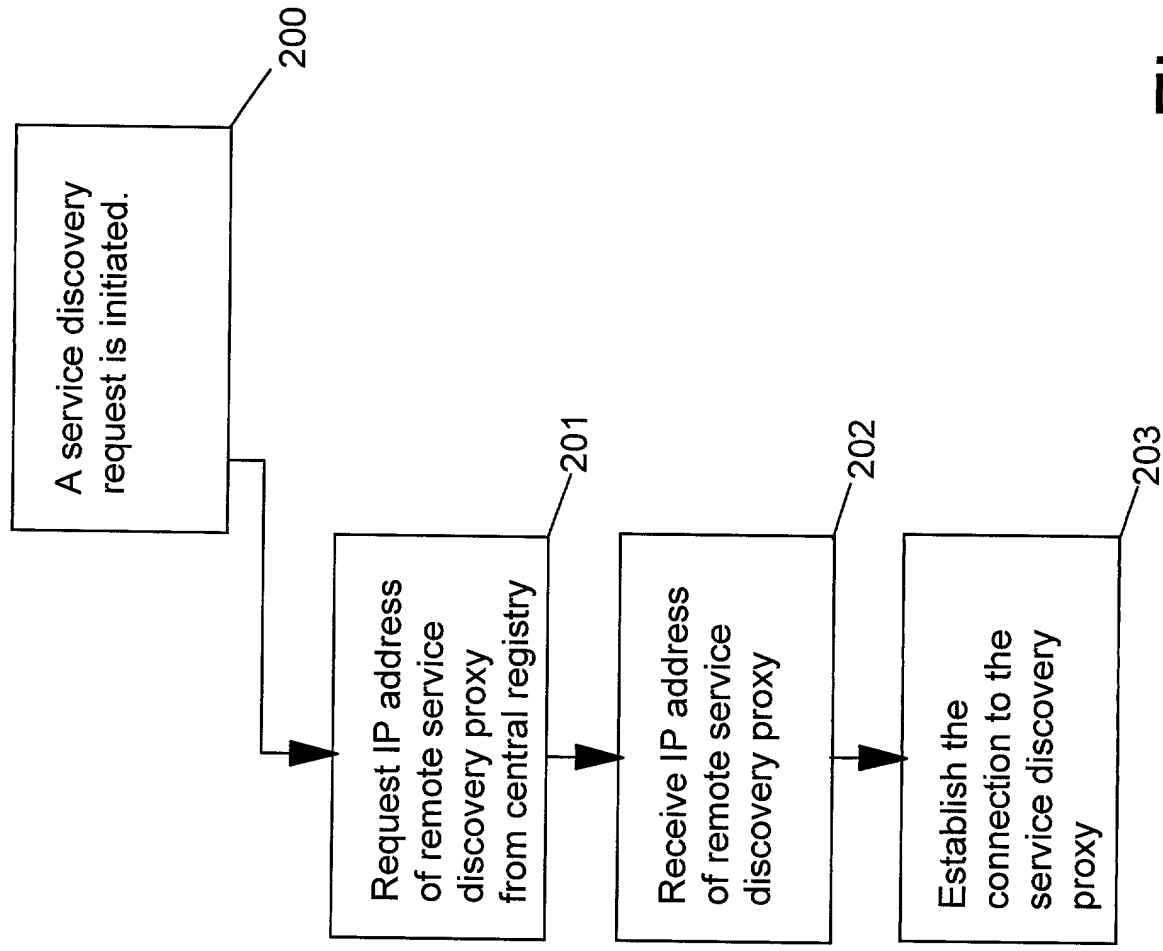 A service discovery
request is initiated.
200
Request IP address
of remote service
discovery proxy
from central registry
201
Receive IP address
of remote service
discovery proxy
202
Establish the
connection to the
service discovery
proxy
203